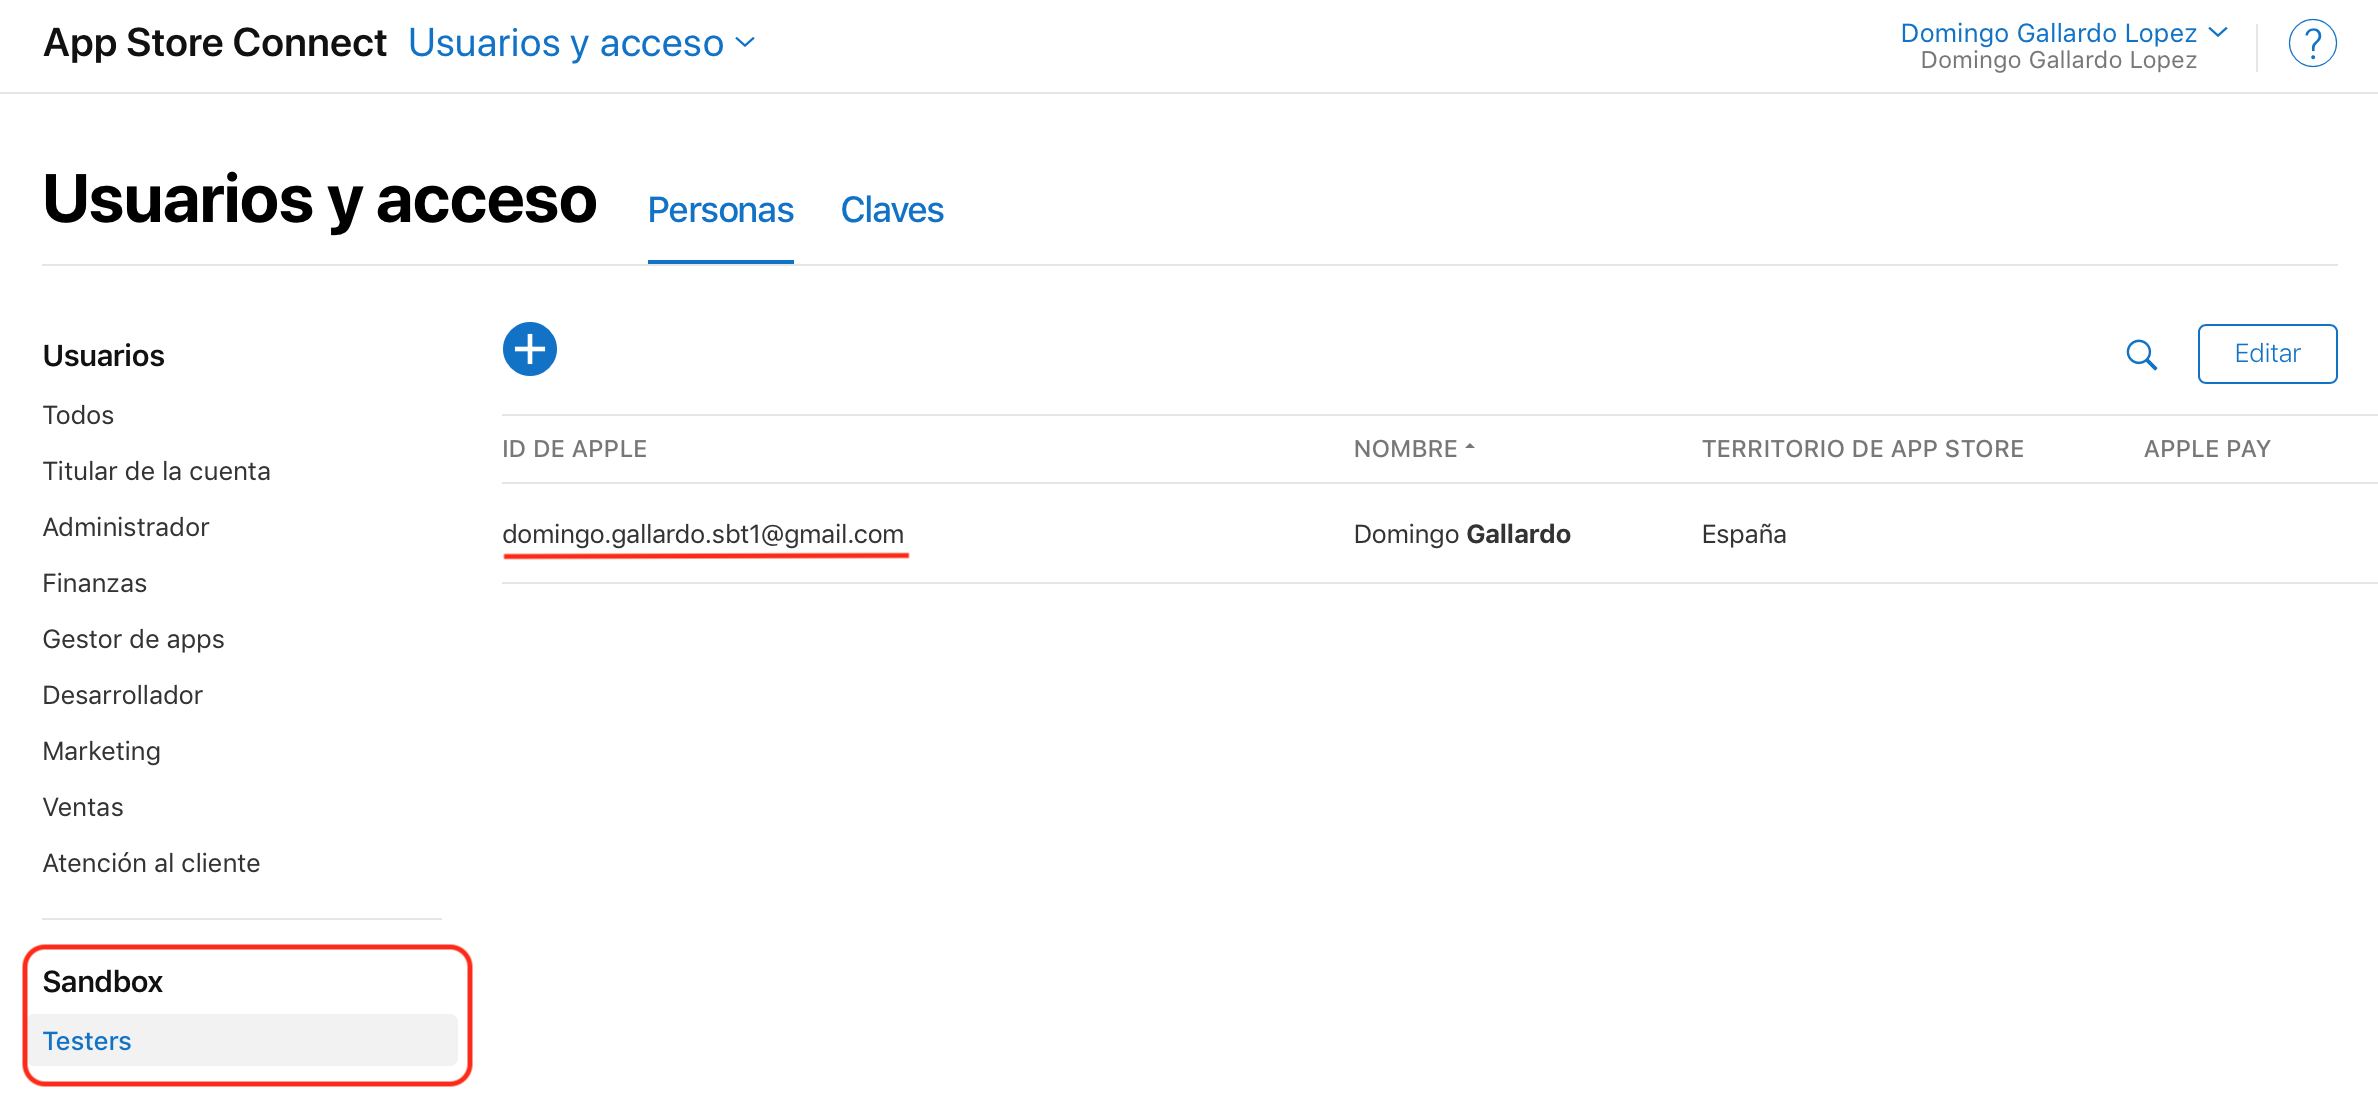 App Store Connect Usuarios y acceso
Domingo Gallardo Lopez
Domingo Gallardo Lopez
?
Usuarios y acceso Personas Claves
Usuarios
Todos
Titular de la cuenta
Administrador
Finanzas
Gestor de apps
Desarrollador
Marketing
Ventas
Atención al cliente
Sandbox
Testers
Editar
ID DE APPLE NOMBRE TERRITORIO DE APP STORE APPLE PAY
domingo.gallardo.sbt1@gmail.com Domingo Gallardo España